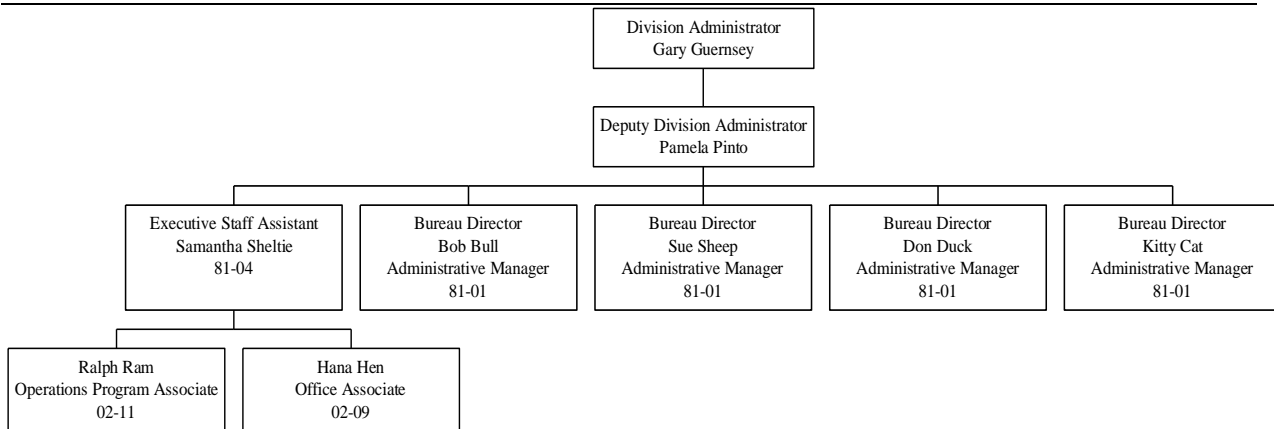 Division Administrator
Gary Guernsey
Deputy Division Administrator
Pamela Pinto
Executive Staff Assistant
Samantha Sheltie
81-04
Bureau Director
Bob Bull
Administrative Manager
81-01
Bureau Director
Sue Sheep
Administrative Manager
81-01
Bureau Director
Don Duck
Administrative Manager
81-01
Bureau Director
Kitty Cat
Administrative Manager
81-01
Ralph Ram
Operations Program Associate
02-11
Hana Hen
Office Associate
02-09